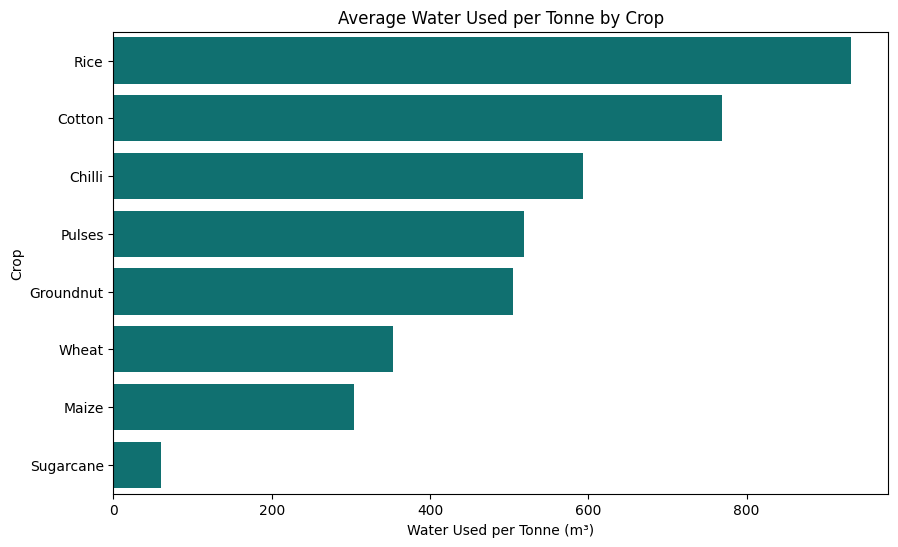 Average Water Used per Tonne by Crop
Rice
Cotton
Chilli
Pulses
Groundnut
Wheat
Maize
Sugarcane
Crop
0 200 400 600 800
Water Used per Tonne (m³)